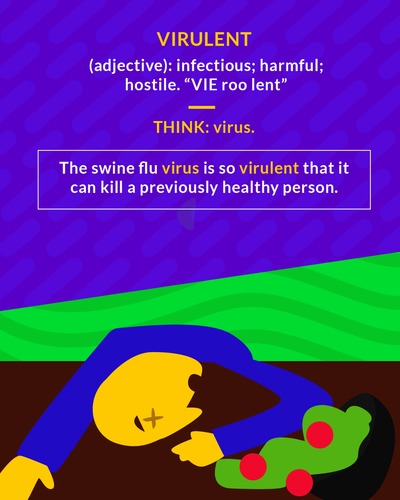 VIRULENT
(adjective): infectious; harmful;
hostile. “VIE roo lent”
THINK: virus.
The swine flu virus is so virulent that it
can kill a previously healthy person.